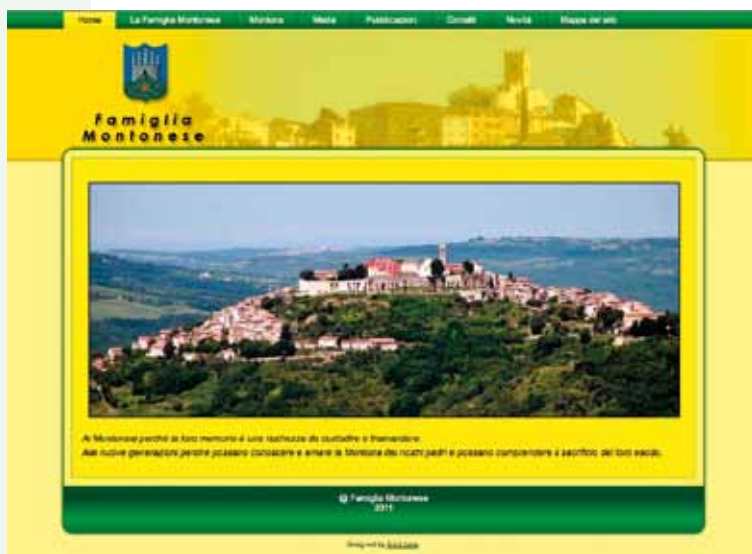 Home La Famiglia Montonese Montona Media Pubblicazioni Contatti Novità Mappa del sito
Famiglia
Montonese
Ai Montonesi perché la loro memoria è una ricchezza da custodire e tramandare.
Alle nuove generazioni perché possano conoscere e amare la Montona dei nostri padri e possano comprendere il sacrificio del loro esodo.
@ Famiglia Montonese
2011
Designed by